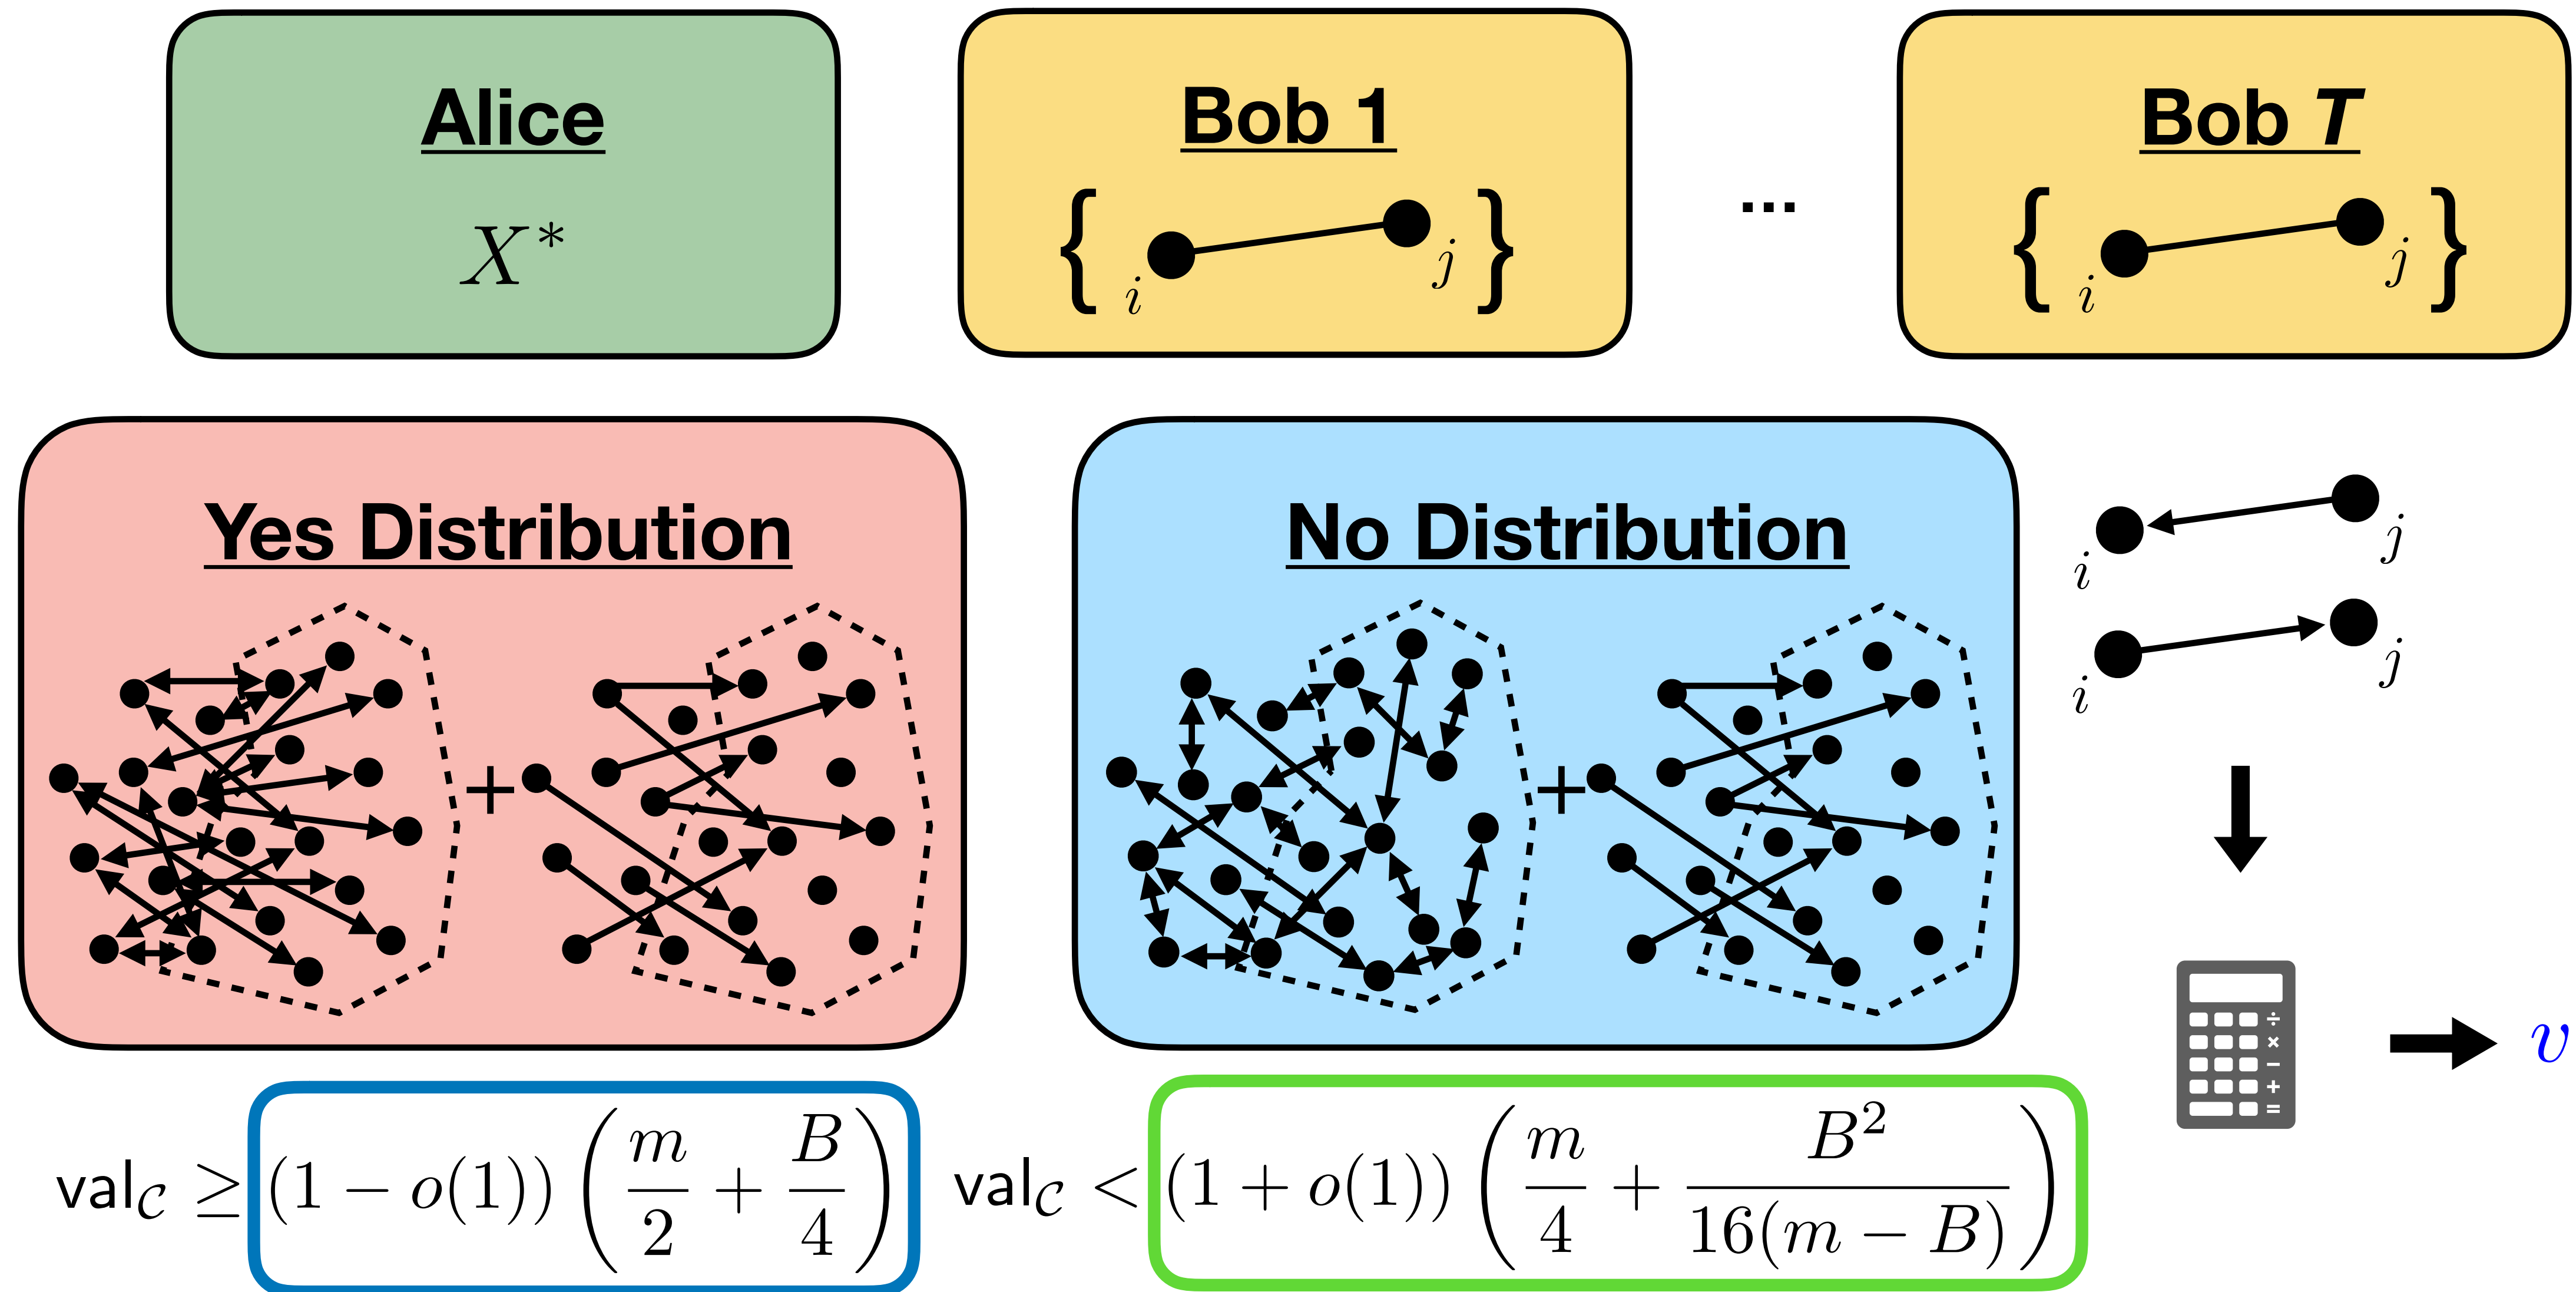 Alice
X*
Bob 1
{ i j }
...
Bob T
{ i j }
Yes Distribution
+
No Distribution
+
i j
i j
÷
×
−
+
=
v
val_C ≥ (1 − o(1)) (m/2 + B/4)
val_C < (1 + o(1)) (m/4 + B²/16(m − B))